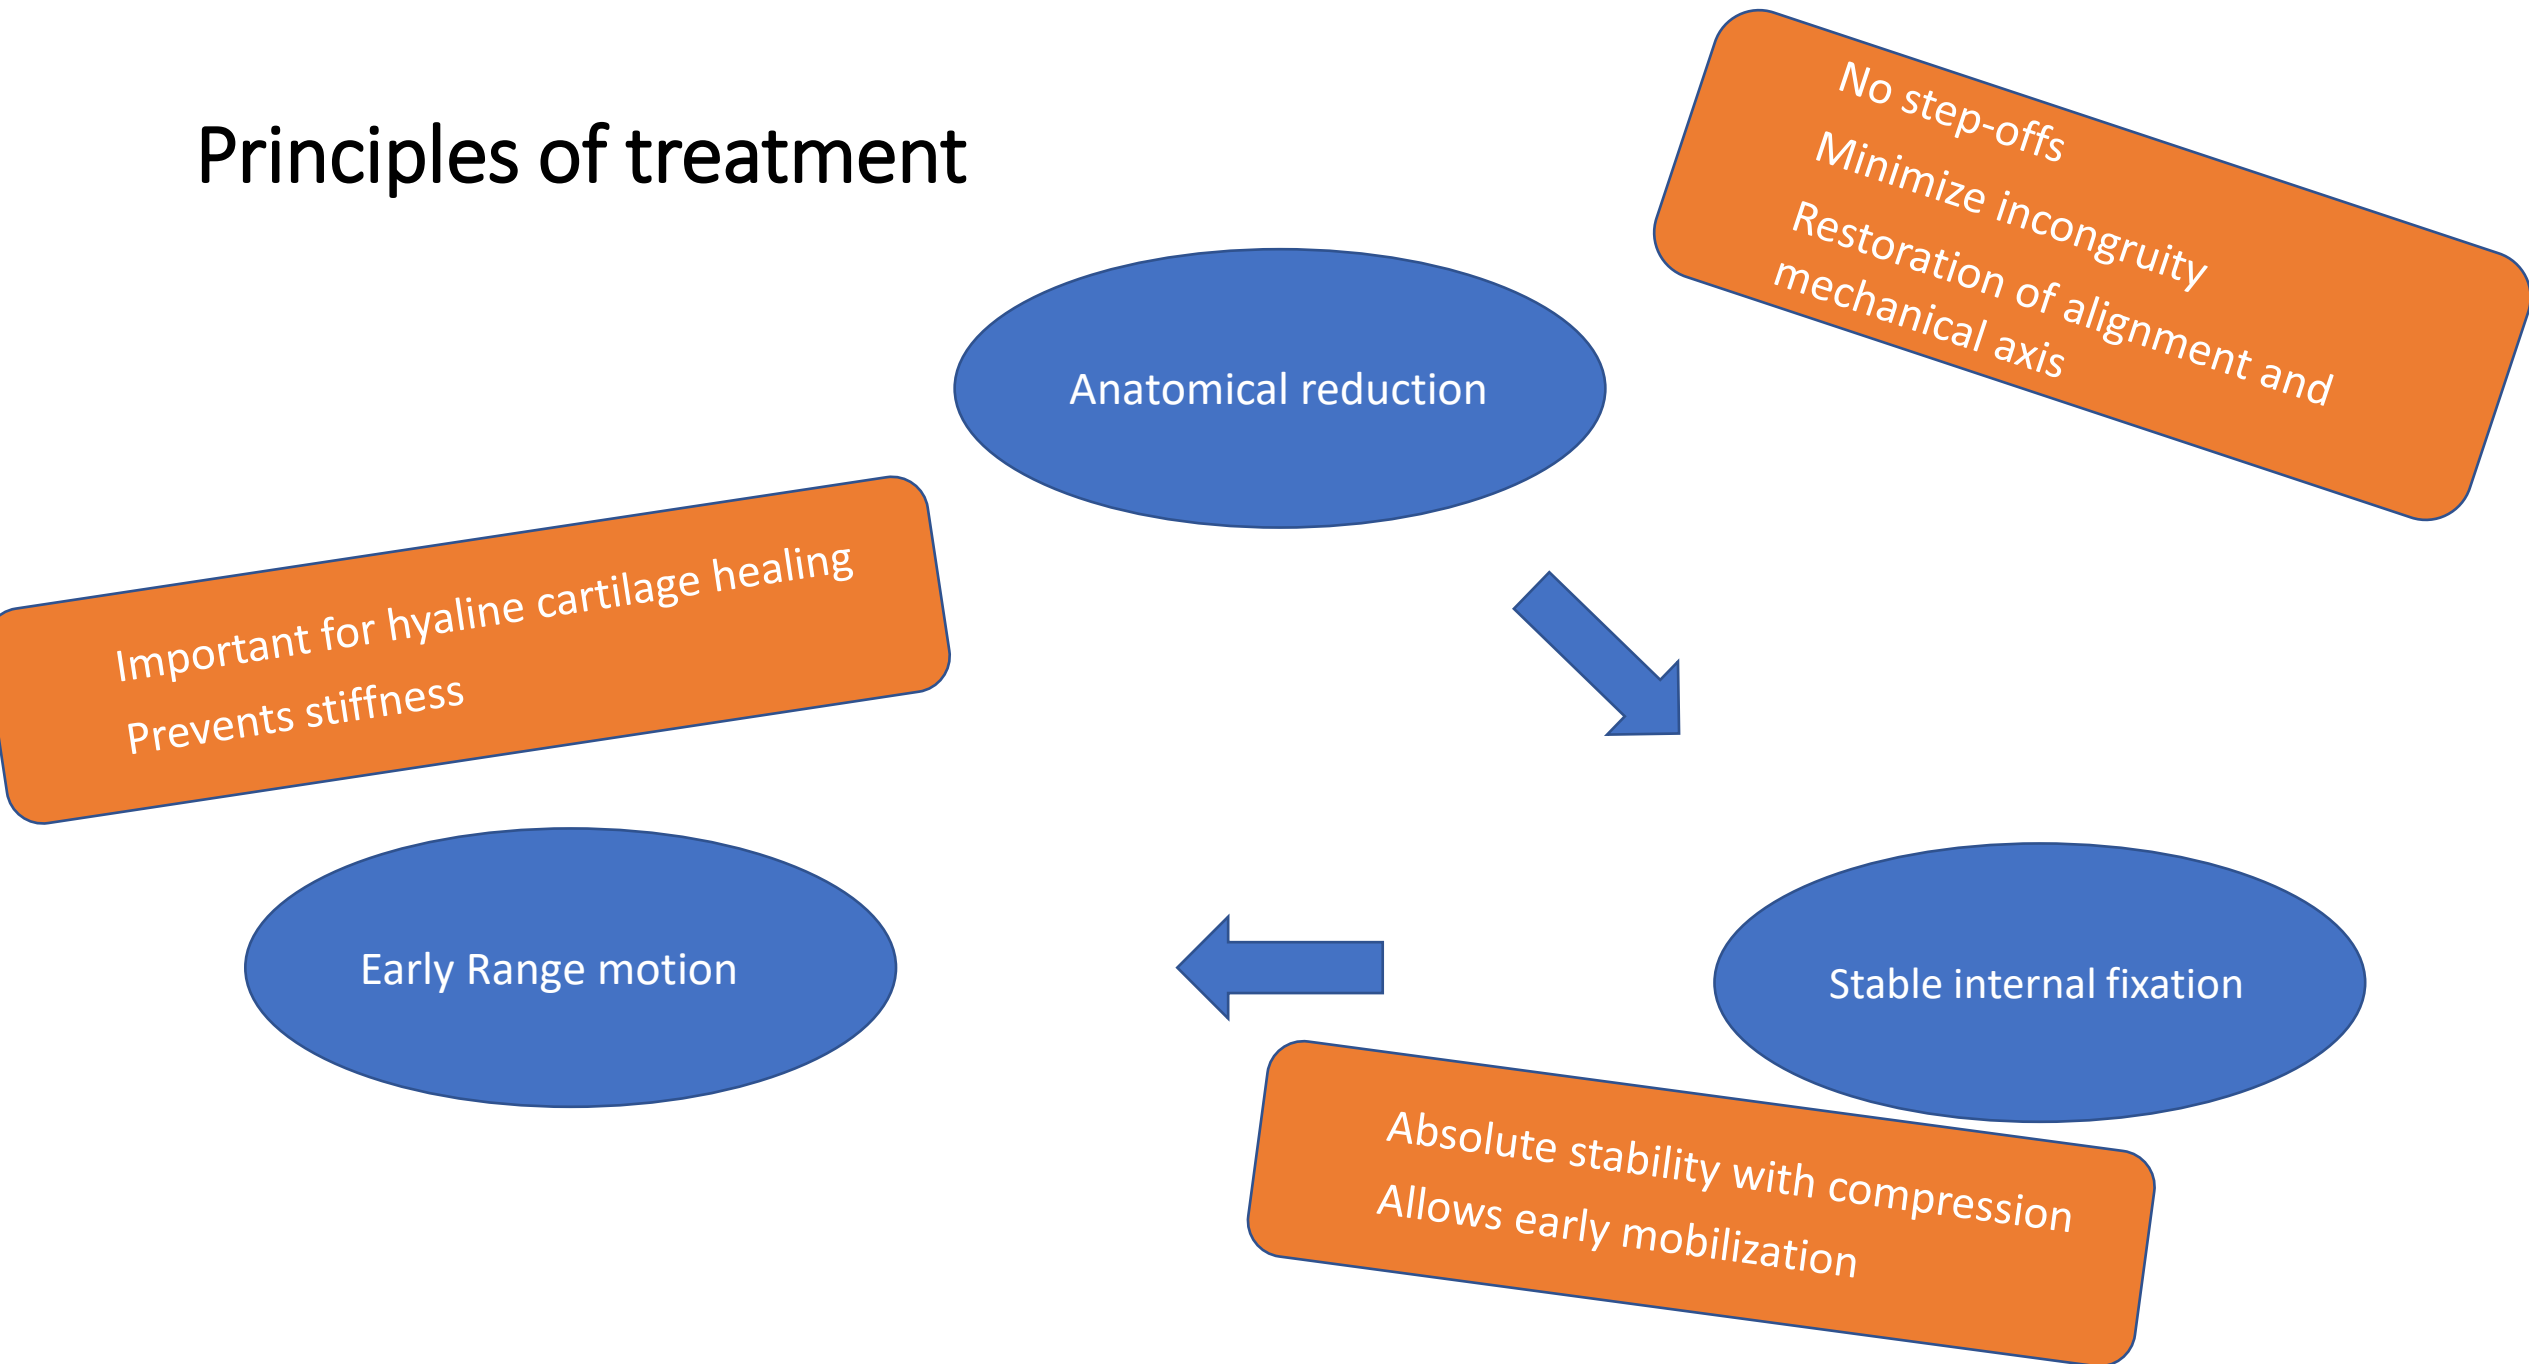 Principles of treatment
No step-offs
Minimize incongruity
Restoration of alignment and
mechanical axis
Anatomical reduction
Important for hyaline cartilage healing
Prevents stiffness
Early Range motion
Stable internal fixation
Absolute stability with compression
Allows early mobilization